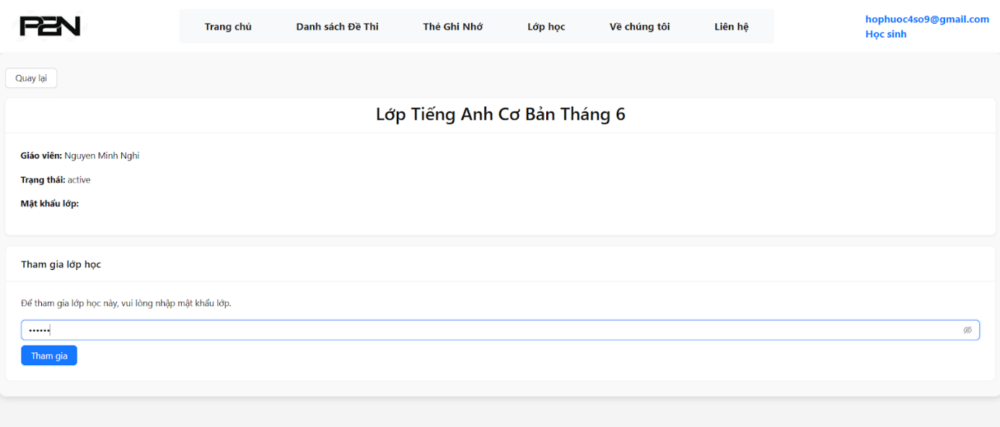 PEN
Trang chủ Danh sách Đề Thi Thẻ Ghi Nhớ Lớp học Về chúng tôi Liên hệ
hophuoc4so9@gmail.com
Học sinh
Quay lại
Lớp Tiếng Anh Cơ Bản Tháng 6
Giáo viên: Nguyen Minh Nghi
Trạng thái: active
Mật khẩu lớp:
Tham gia lớp học
Để tham gia lớp học này, vui lòng nhập mật khẩu lớp.
••••••
Tham gia